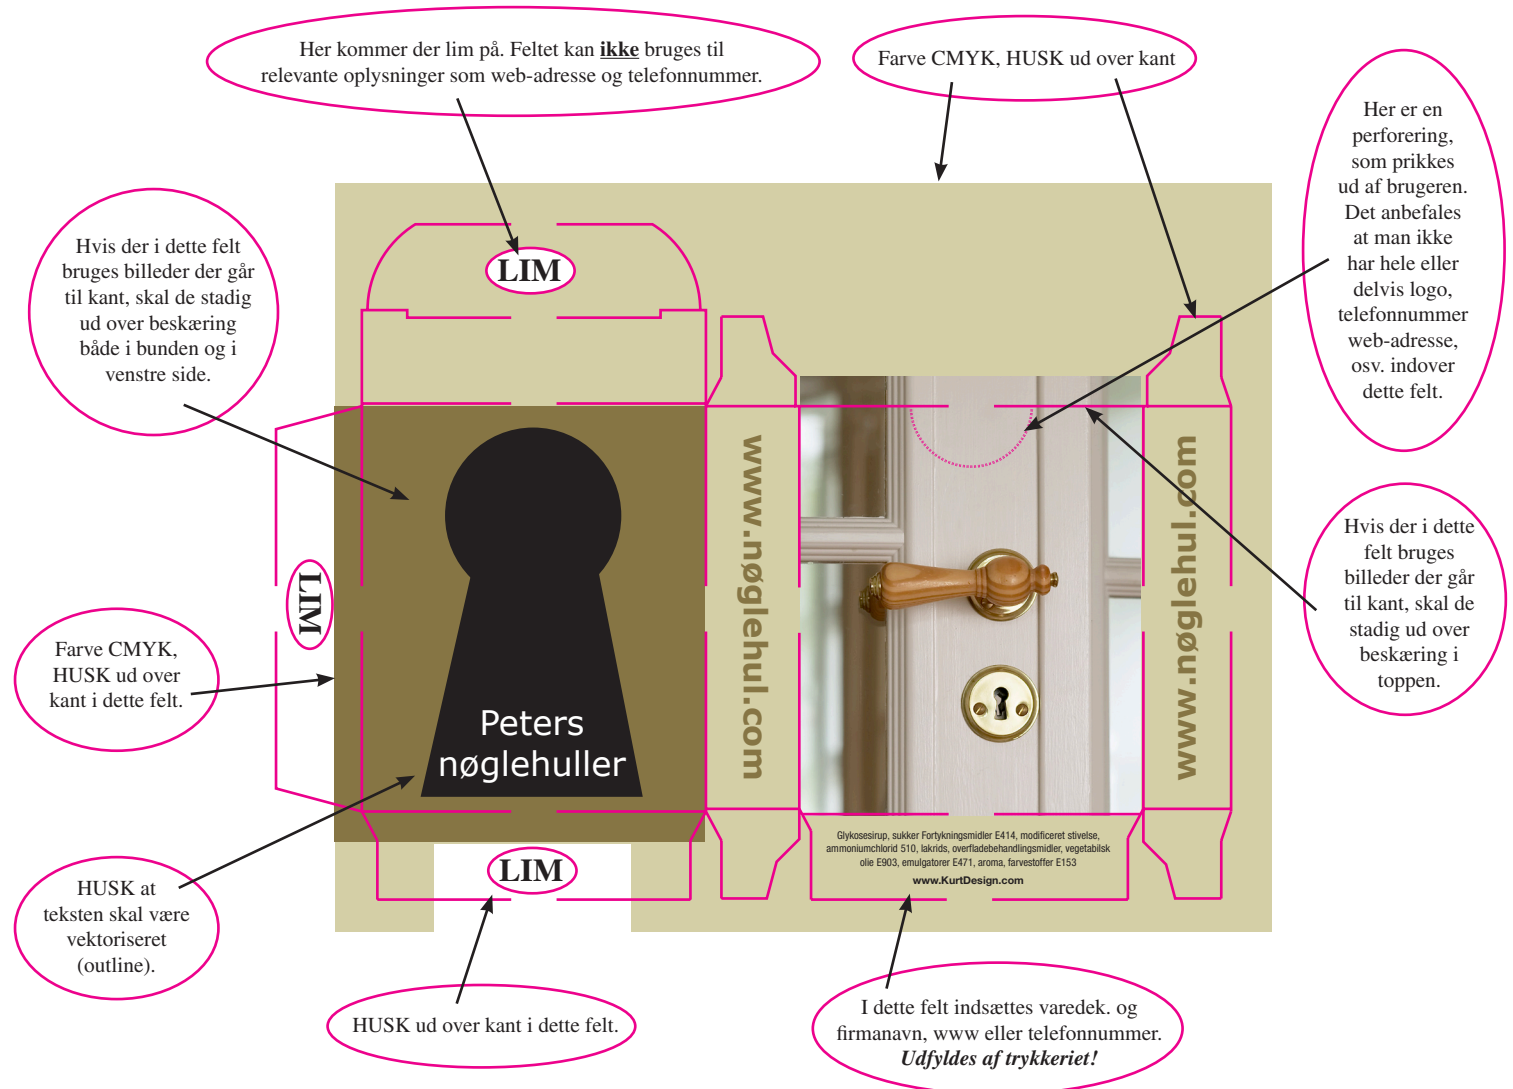 Her kommer der lim på. Feltet kan ikke bruges til
relevante oplysninger som web-adresse og telefonnummer.
Farve CMYK, HUSK ud over kant
Her er en
perforering,
som prikkes
ud af brugeren.
Det anbefales
at man ikke
har hele eller
delvis logo,
telefonnummer
web-adresse,
osv. indover
dette felt.
Hvis der i dette felt
bruges billeder der går
til kant, skal de stadig
ud over beskæring
både i bunden og i
venstre side.
LIM
www.nøglehul.com
www.nøglehul.com
Hvis der i dette
felt bruges
billeder der går
til kant, skal de
stadig ud over
beskæring i
toppen.
LIM
Farve CMYK,
HUSK ud over
kant i dette felt.
Peters
nøglehuller
Glykosesirup, sukker Fortykningsmidler E414, modificeret stivelse,
ammoniumchlorid 510, lakrids, overfladebehandlingsmidler, vegetabilsk
olie E903, emulgatorer E471, aroma, farvestoffer E153
www.KurtDesign.com
LIM
HUSK at
teksten skal være
vektoriseret
(outline).
HUSK ud over kant i dette felt.
I dette felt indsættes varedek. og
firmanavn, www eller telefonnummer.
Udfyldes af trykkeriet!